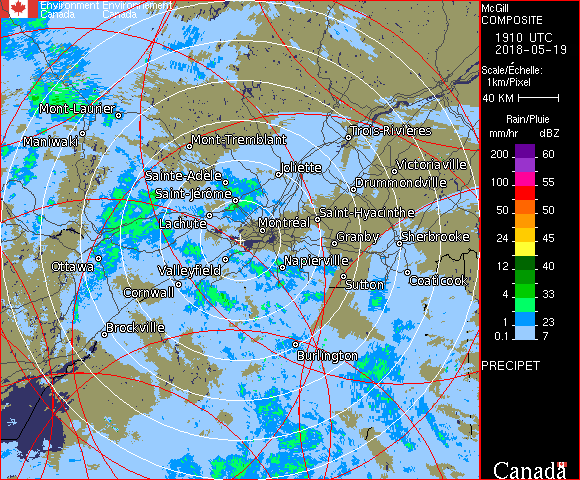 Environment Environnement
Canada Canada
McGill
COMPOSITE
1910 UTC
2018-05-19
Scale/Échelle:
1km/Pixel
40 KM
Rain/Pluie
mm/hr dBZ
200 60
100 55
50 50
24 45
12 40
4 33
1 23
0.1 7
PRECIPET
Canada
Mont-Laurier
Maniwaki
Mont-Tremblant
Trois-Rivières
Joliette
Victoriaville
Sainte-Adèle
Drummondville
Saint-Jérôme
Saint-Hyacinthe
Lachute
Montréal
Granby
Sherbrooke
Ottawa
Valleyfield
Napierville
Cornwall
Sutton
Coaticook
Brockville
Burlington